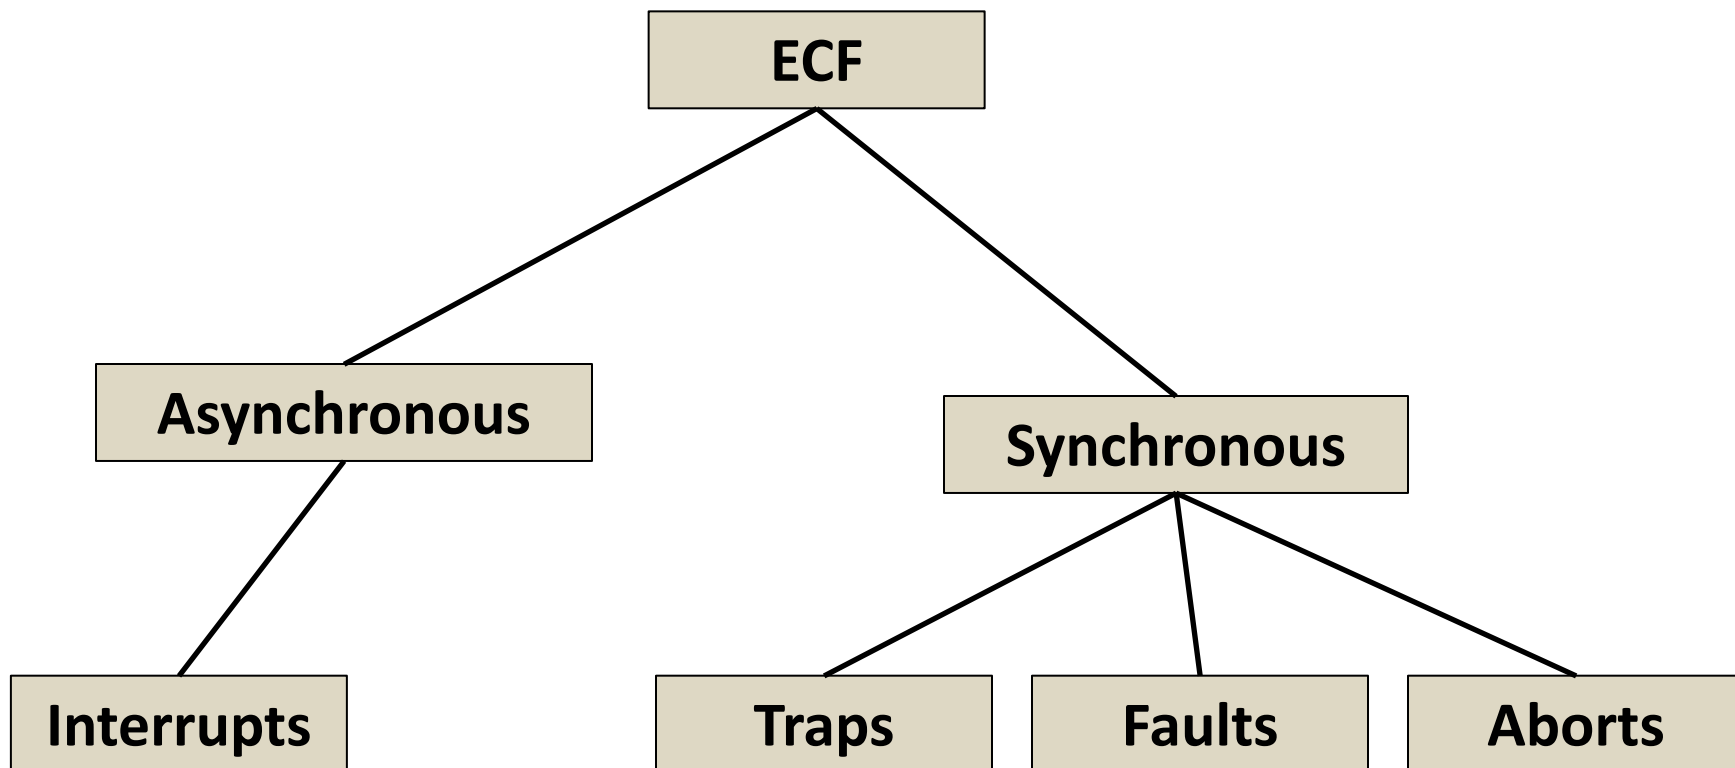 ECF
Asynchronous
Synchronous
Interrupts
Traps
Faults
Aborts